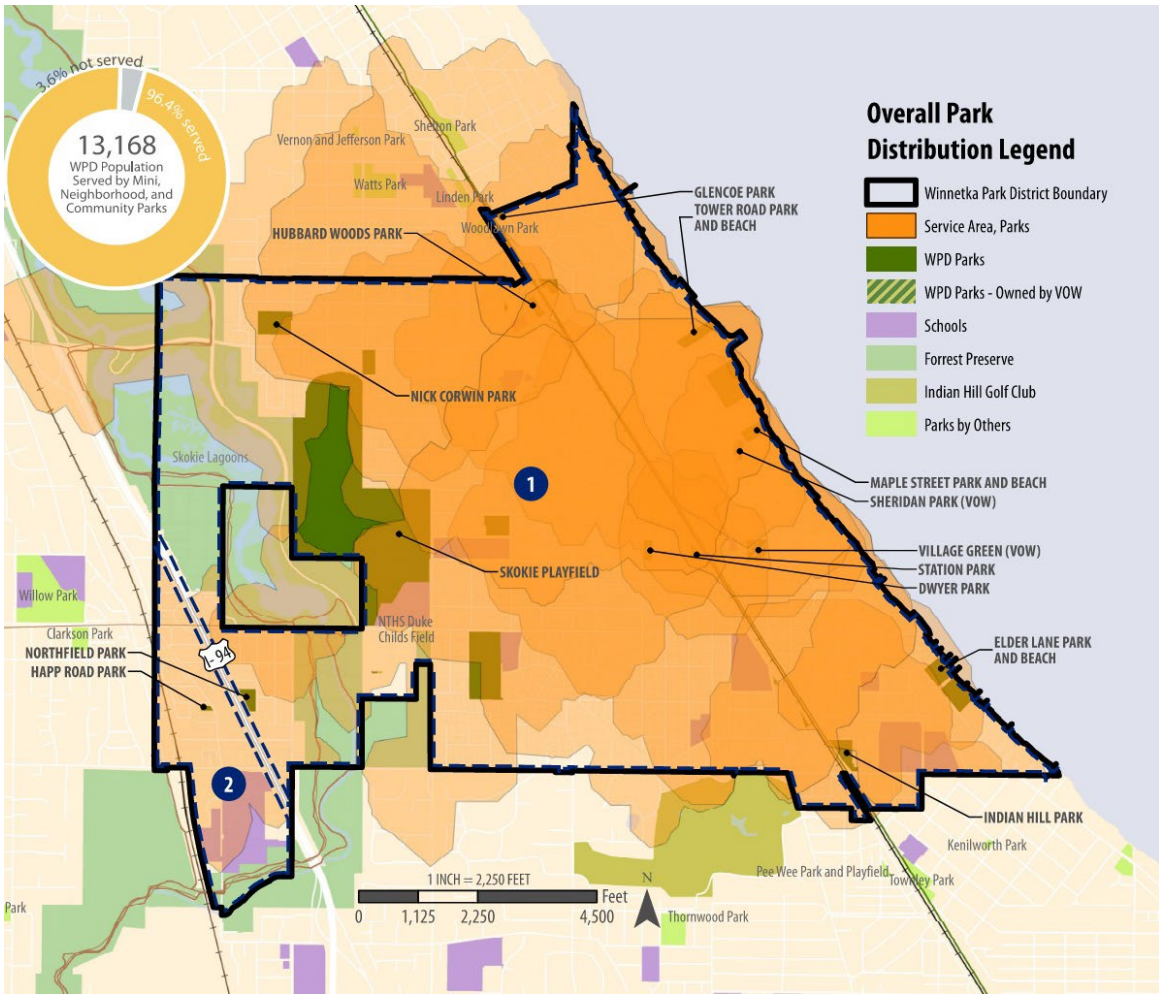 3.6% not served
96.4% served
13,168
WPD Population
Served by Mini,
Neighborhood, and
Community Parks
Overall Park
Distribution Legend
Winnetka Park District Boundary
Service Area, Parks
WPD Parks
WPD Parks - Owned by VOW
Schools
Forrest Preserve
Indian Hill Golf Club
Parks by Others
Shelton Park
Vernon and Jefferson Park
Watts Park
Linden Park
Woodlawn Park
GLENCOE PARK
TOWER ROAD PARK
AND BEACH
HUBBARD WOODS PARK
NICK CORWIN PARK
Skokie Lagoons
1
MAPLE STREET PARK AND BEACH
SHERIDAN PARK (VOW)
VILLAGE GREEN (VOW)
STATION PARK
DWYER PARK
SKOKIE PLAYFIELD
Willow Park
Clarkson Park
NTHS Duke
Childs Field
NORTHFIELD PARK
HAPP ROAD PARK
I-94
ELDER LANE PARK
AND BEACH
2
INDIAN HILL PARK
Kenilworth Park
Pee Wee Park and Playfield
Townley Park
Thornwood Park
Park
1 INCH = 2,250 FEET
Feet
0
1,125
2,250
4,500
N